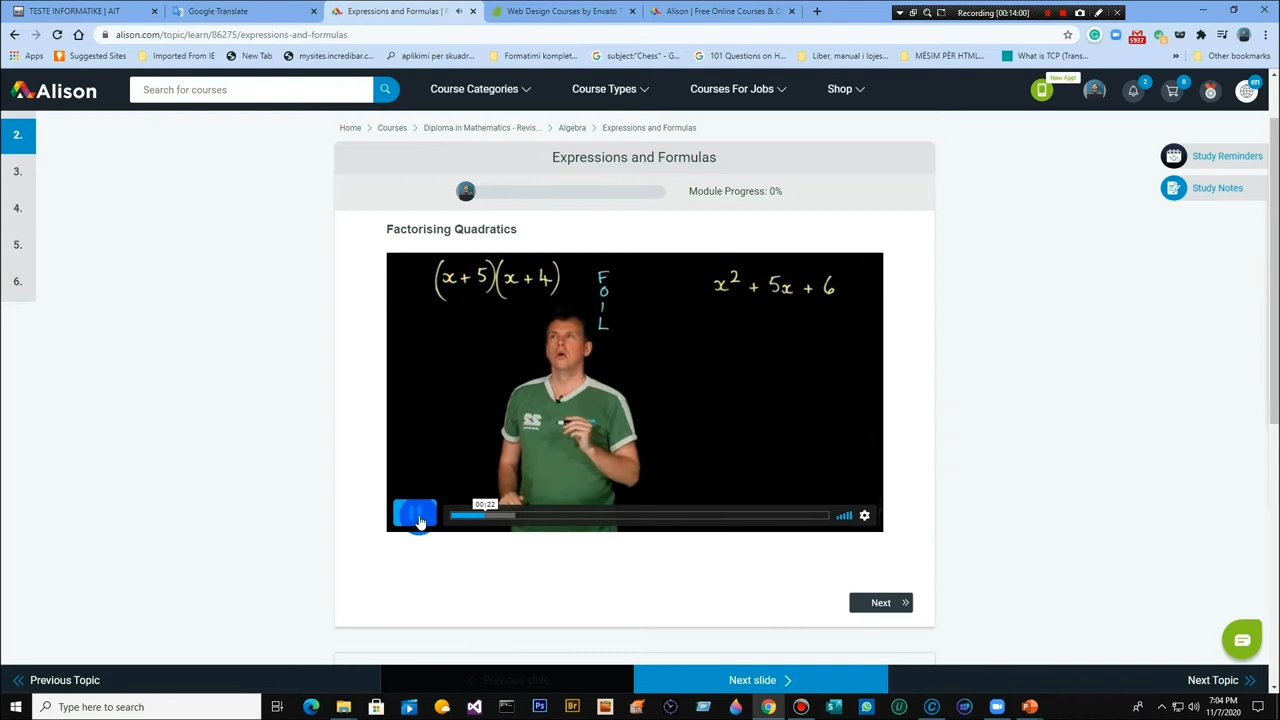 TESTE INFORMATIKE | AIT
Google Translate
Expressions and Formulas |
Web Design Courses by Envato T
Alison | Free Online Courses & C
Recording [00:14:00]
alison.com/topic/learn/86275/expressions-and-formulas
5937
Apps
Suggested Sites
Imported From IE
New Tab
mysites.incredibar.c...
aplikimi per skuadr...
Formatimi komplet...
subject:"Chess" - G...
101 Questions on H...
Liber, manual i lojes...
MËSIM PËR HTML...
What is TCP (Trans...
»
Other bookmarks
Alison
Search for courses
Course Categories
Course Types
Courses For Jobs
Shop
New App!
2
0
en
2.
3.
4.
5.
6.
Home > Courses > Diploma in Mathematics - Revis... > Algebra > Expressions and Formulas
Expressions and Formulas
Module Progress: 0%
Study Reminders
Study Notes
Factorising Quadratics
(x + 5)(x + 4)
F
O
I
L
x² + 5x + 6
00:22
Next »
Previous Topic
Previous slide
Next slide
Next Topic
Type here to search
7:04 PM
11/7/2020